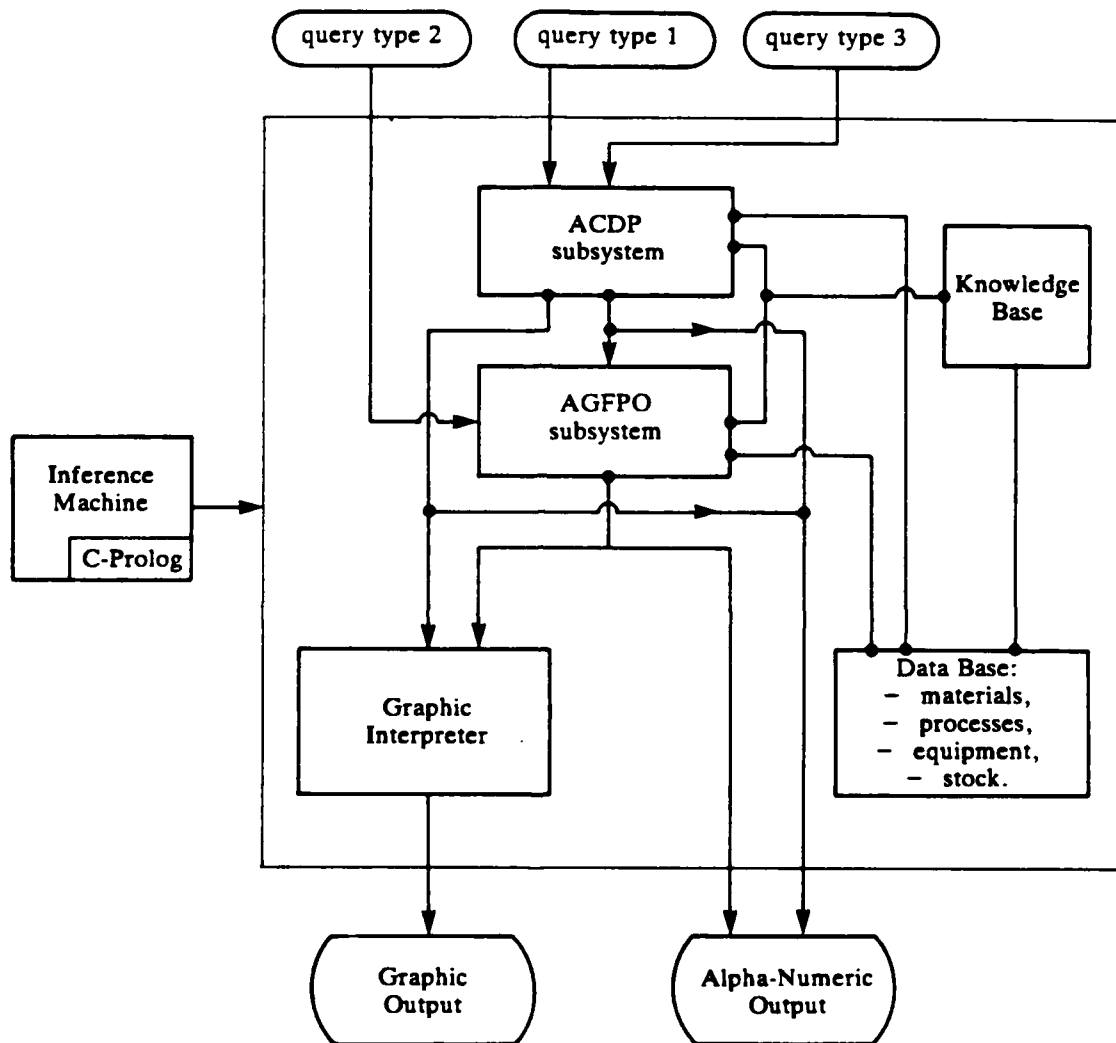 query type 2
query type 1
query type 3
ACDP
subsystem
Knowledge
Base
AGFPO
subsystem
Inference
Machine
C-Prolog
Graphic
Interpreter
Data Base:
– materials,
– processes,
– equipment,
– stock.
Graphic
Output
Alpha-Numeric
Output